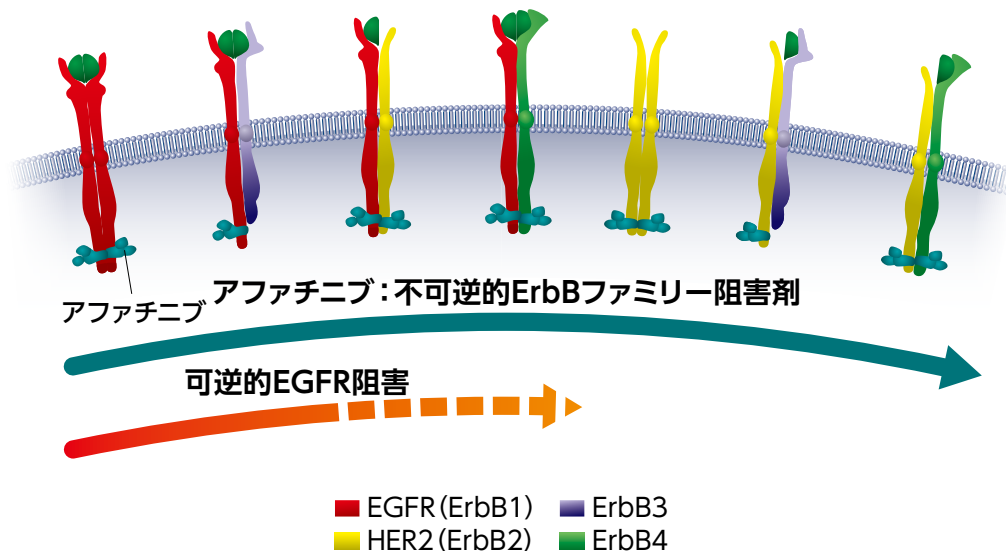 アファチニブ
アファチニブ：不可逆的ErbBファミリー阻害剤
可逆的EGFR阻害
EGFR（ErbB1） ErbB3
HER2（ErbB2） ErbB4